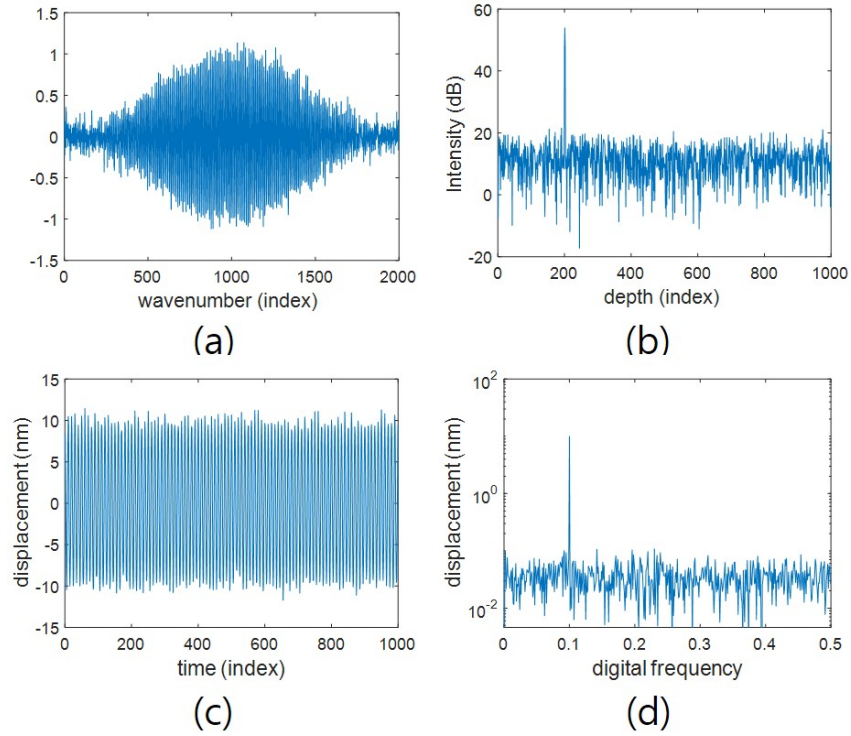 1.5
1
0.5
0
-0.5
-1
-1.5
0 500 1000 1500 2000
wavenumber (index)
(a)
60
40
20
0
-20
Intensity (dB)
0 200 400 600 800 1000
depth (index)
(b)
15
10
5
0
-5
-10
-15
displacement (nm)
0 200 400 600 800 1000
time (index)
(c)
10^2
10^0
10^-2
displacement (nm)
0 0.1 0.2 0.3 0.4 0.5
digital frequency
(d)